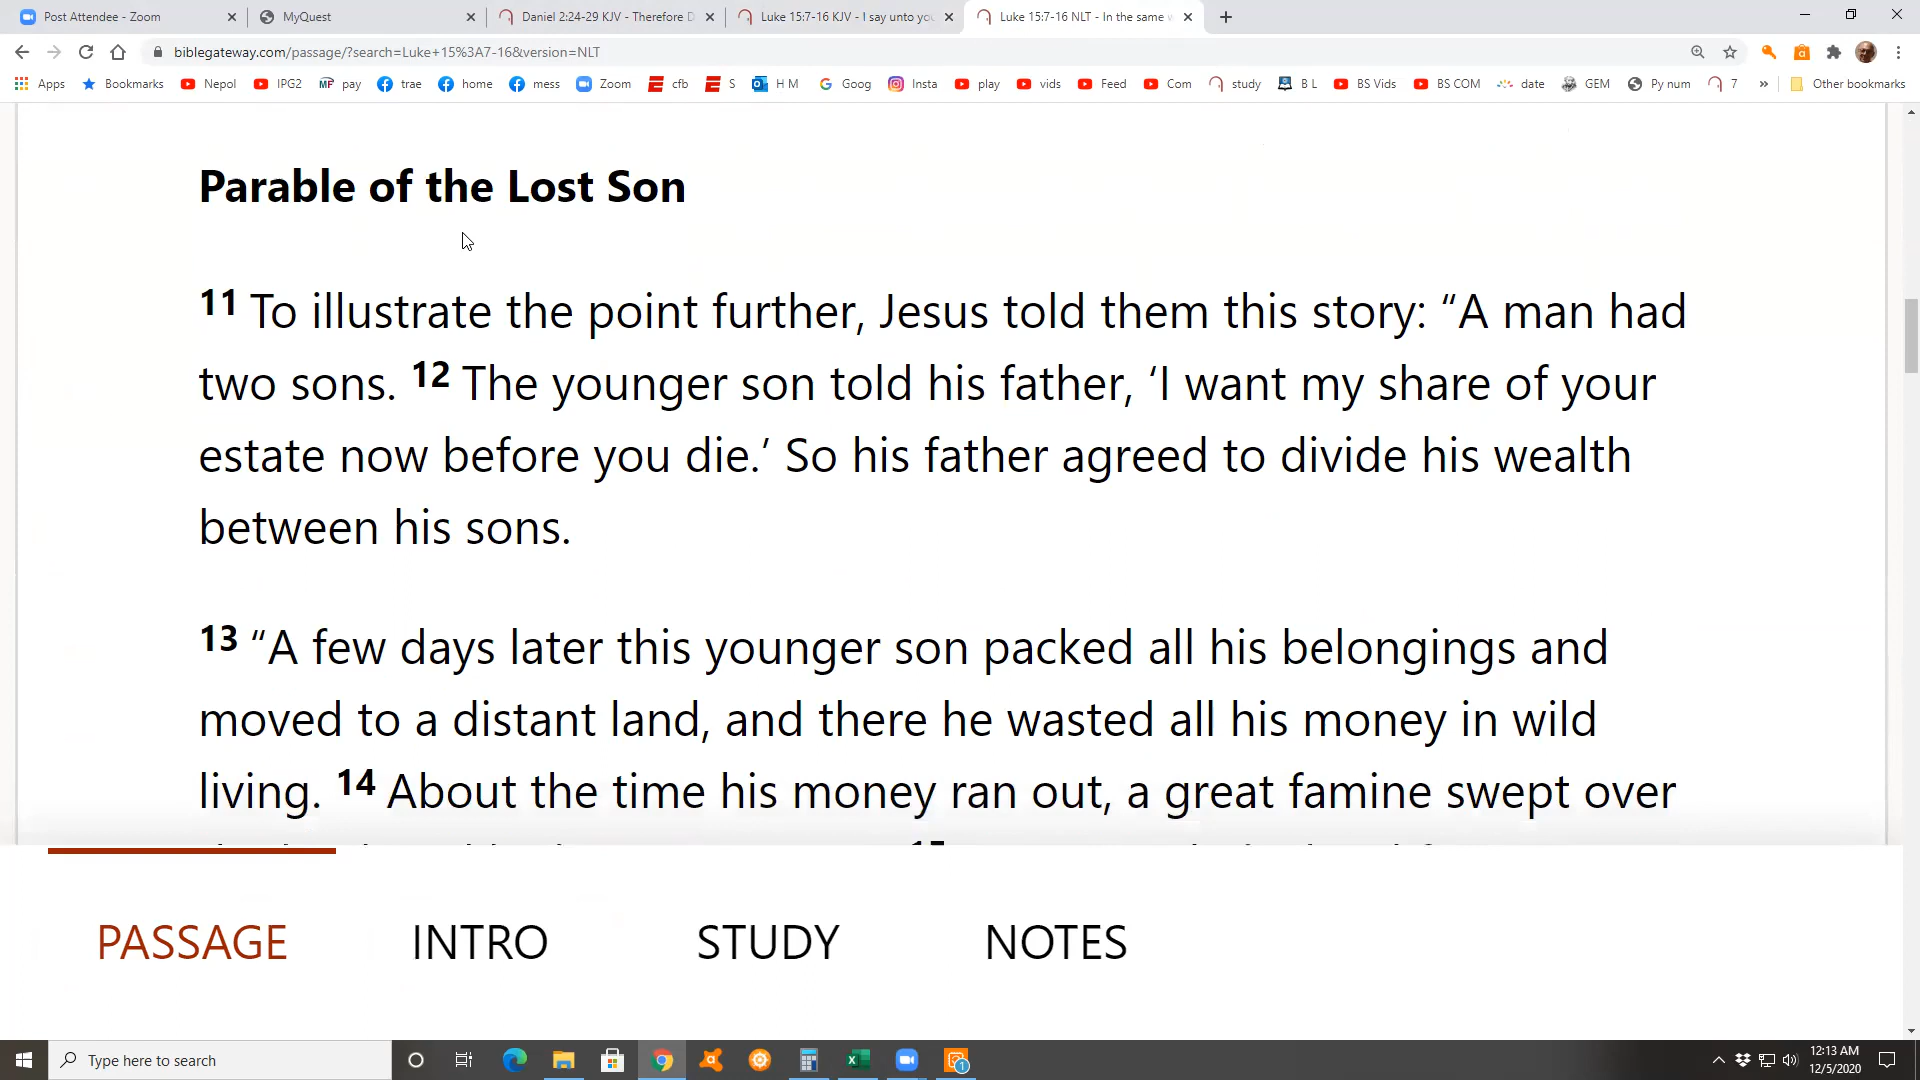 Post Attendee - Zoom
MyQuest
Daniel 2:24-29 KJV - Therefore D
Luke 15:7-16 KJV - I say unto you
Luke 15:7-16 NLT - In the same w
biblegateway.com/passage/?search=Luke+15%3A7-16&version=NLT
Apps Bookmarks Nepol IPG2 MF pay trae home mess Zoom cfb S H M Goog Insta play vids Feed Com study B L BS Vids BS COM date GEM Py num 7 » Other bookmarks
Parable of the Lost Son
11 To illustrate the point further, Jesus told them this story: “A man had
two sons. 12 The younger son told his father, ‘I want my share of your
estate now before you die.’ So his father agreed to divide his wealth
between his sons.
13 “A few days later this younger son packed all his belongings and
moved to a distant land, and there he wasted all his money in wild
living. 14 About the time his money ran out, a great famine swept over
PASSAGE INTRO STUDY NOTES
Type here to search
1
12:13 AM
12/5/2020